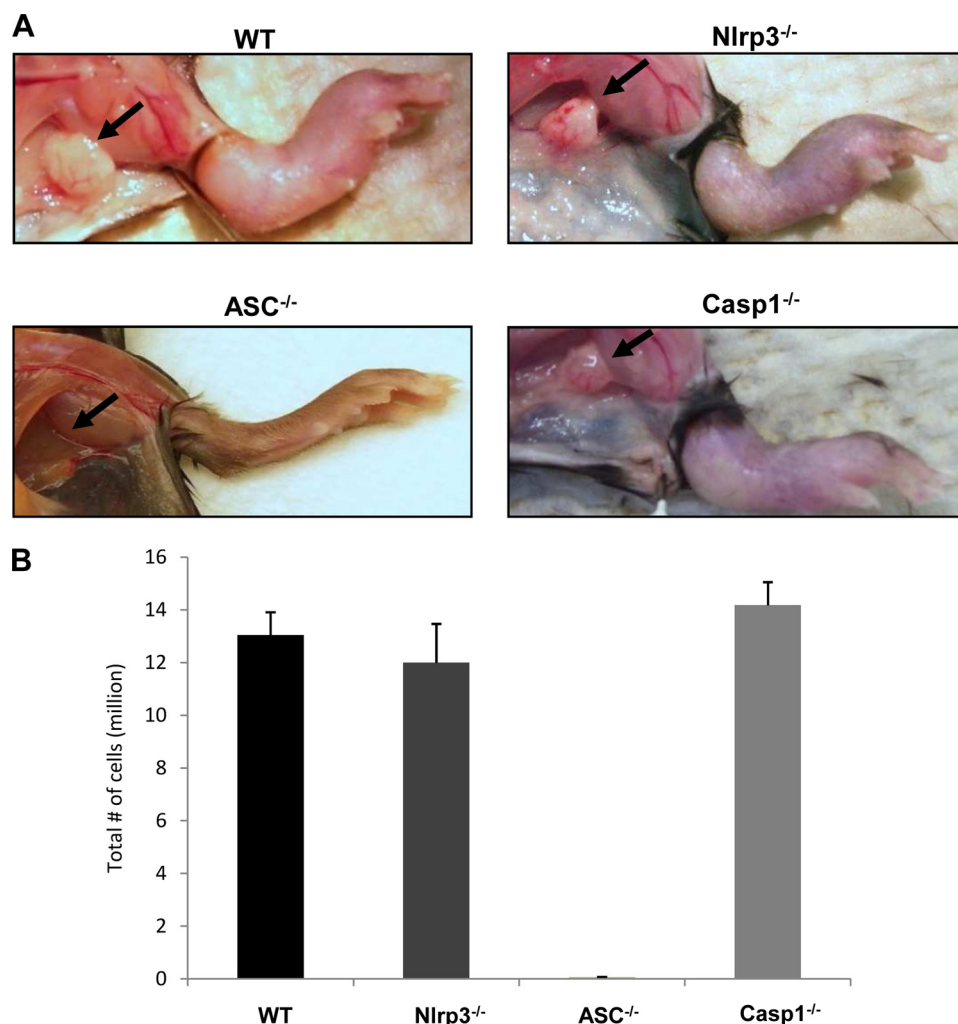 A
WT
Nlrp3-/-
ASC-/-
Casp1-/-
B
16
14
12
10
8
6
4
2
0
Total # of cells (million)
WT
Nlrp3-/-
ASC-/-
Casp1-/-